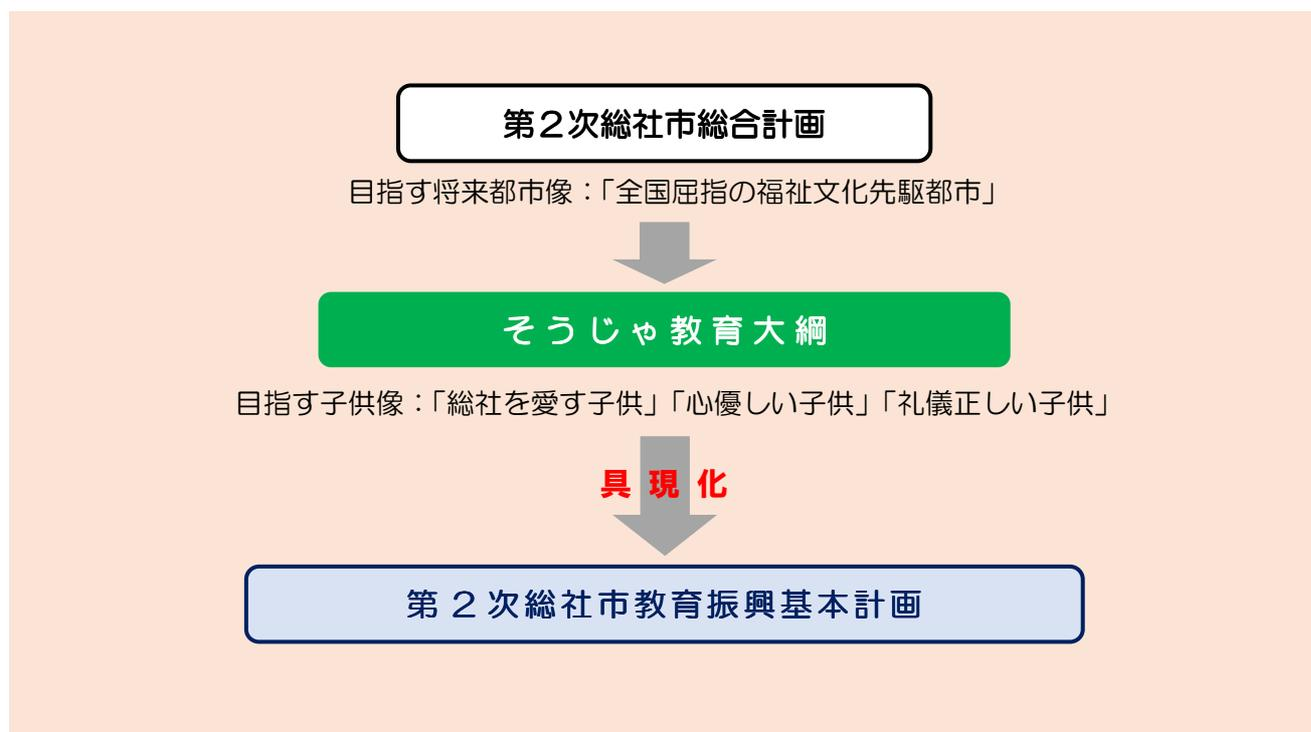 第２次総社市総合計画
目指す将来都市像：「全国屈指の福祉文化先駆都市」
そうじゃ教育大綱
目指す子供像：「総社を愛す子供」「心優しい子供」「礼儀正しい子供」
具現化
第２次総社市教育振興基本計画